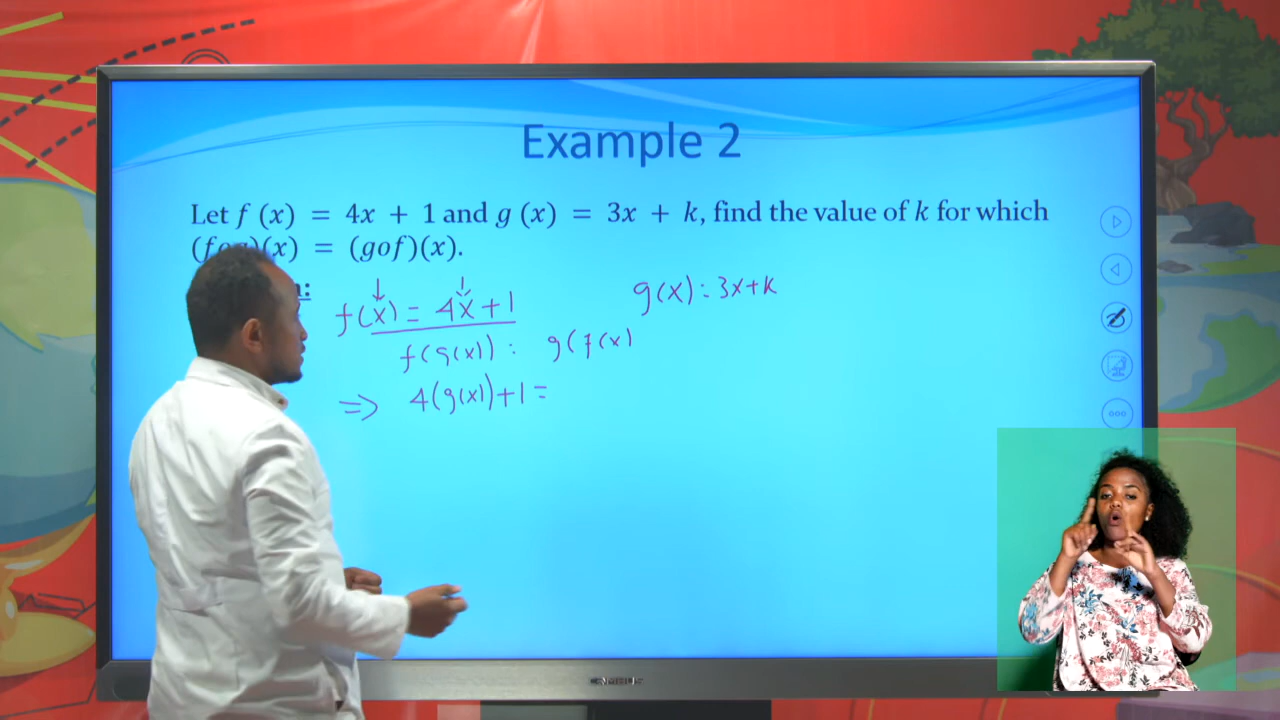 Example 2
Let f (x) = 4x + 1 and g (x) = 3x + k, find the value of k for which
(fog)(x) = (gof)(x).
f(x) = 4x + 1
g(x) = 3x + k
f(g(x)) = g(f(x)
⇒ 4(g(x)) + 1 =